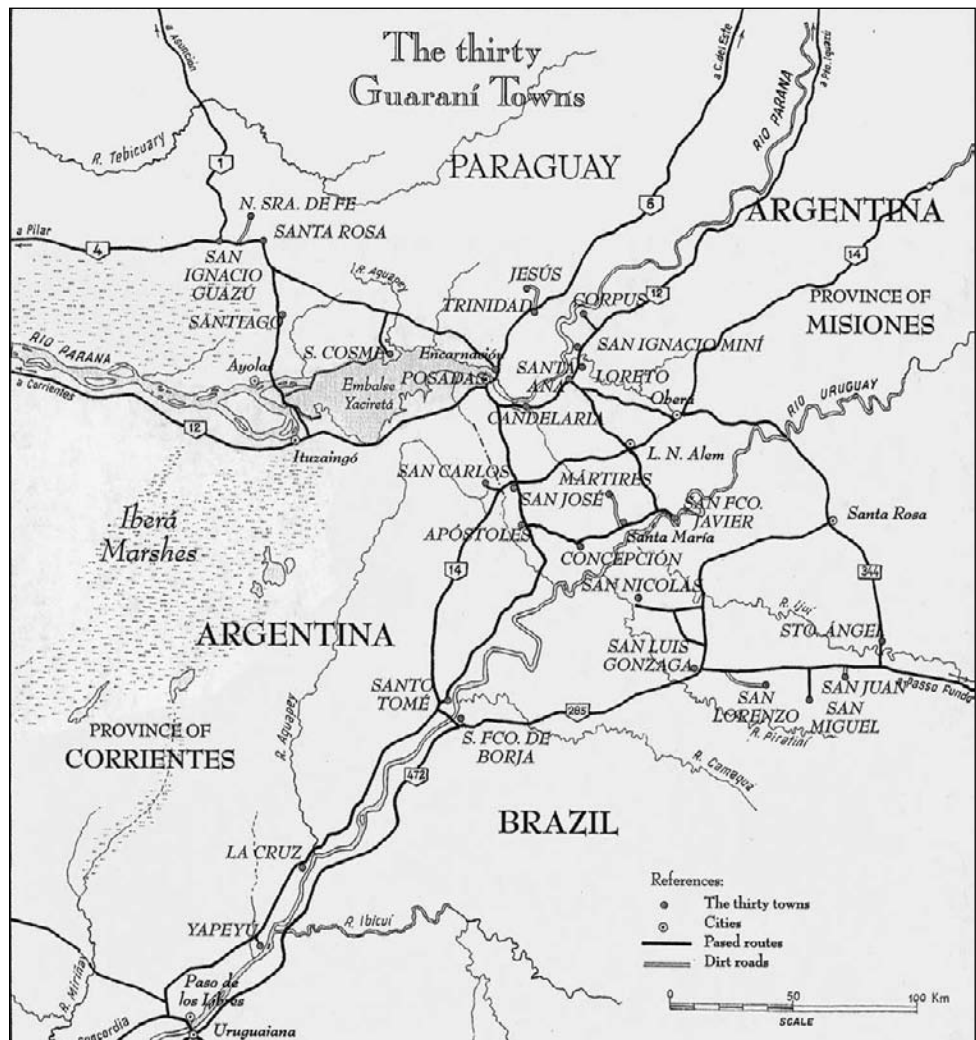 The thirty
Guaraní Towns
a Asunción
a C. del Este
a Pto. Iguazú
RIO PARANA
R. Tebicuary
PARAGUAY
ARGENTINA
1
6
N. SRA. DE FE
SANTA ROSA
a Pilar
4
14
SAN
IGNACIO
GUAZÚ
R. Aguapey
JESÚS
TRINIDAD
CORPUS
12
PROVINCE OF
MISIONES
SANTIAGO
RIO PARANA
SAN IGNACIO MINÍ
S. COSME
Encarnación
Ayolas
POSADAS
SANTA
ANA
LORETO
RIO URUGUAY
a Corrientes
Embalse
Yaciretá
Oberá
CANDELARIA
12
Ituzaingó
L. N. Alem
SAN CARLOS
MÁRTIRES
SAN JOSÉ
SAN FCO.
JAVIER
Santa Rosa
Iberá
Marshes
APÓSTOLES
Santa María
CONCEPCIÓN
14
SAN NICOLÁS
344
R. Ijuí
STO. ÁNGEL
ARGENTINA
SAN LUIS
GONZAGA
SANTO
TOMÉ
SAN
LORENZO
SAN JUAN
a Passo Fundo
SAN
MIGUEL
285
R. Piratiní
PROVINCE OF
CORRIENTES
R. Aguapey
S. FCO. DE
BORJA
472
R. Camaquá
BRAZIL
LA CRUZ
References:
The thirty towns
Cities
Pased routes
Dirt roads
YAPEYÚ
R. Ibicuí
R. Miriñay
Paso de
los Libres
Concordia
Uruguaiana
0 50 100 Km
SCALE